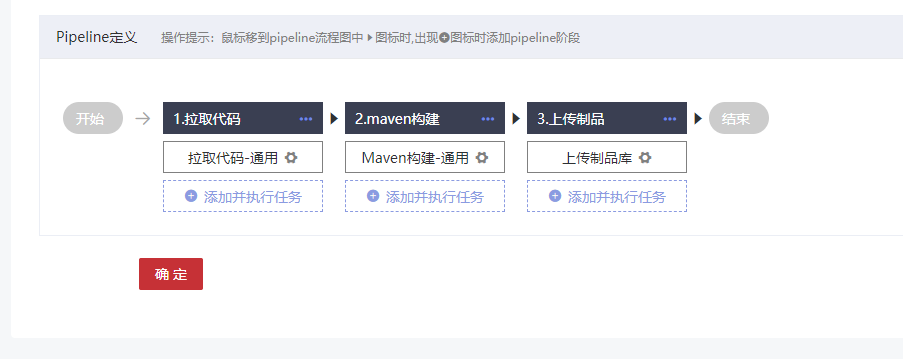 Pipeline定义 操作提示：鼠标移到pipeline流程图中 图标时,出现 图标时添加pipeline阶段
开始 1.拉取代码 2.maven构建 3.上传制品 结束
拉取代码-通用 Maven构建-通用 上传制品库
添加并执行任务 添加并执行任务 添加并执行任务
确 定